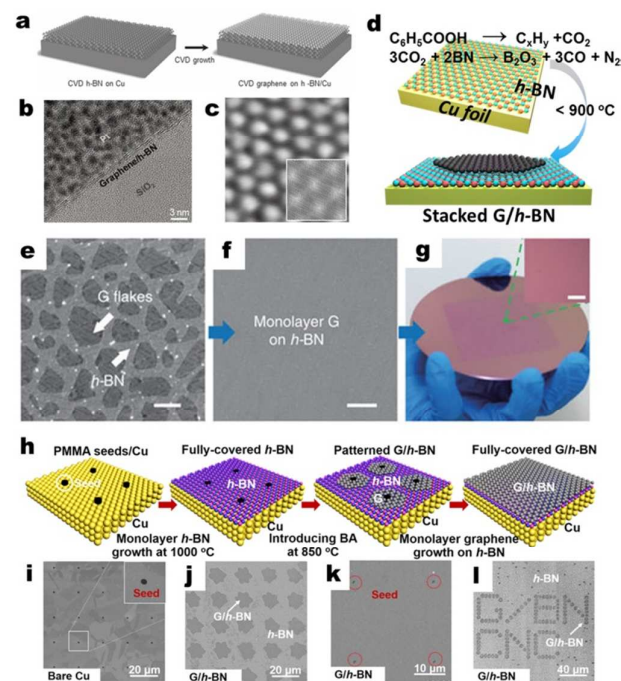 a
CVD growth
CVD h-BN on Cu
CVD graphene on h -BN/Cu
b
Pt
Graphene/h-BN
SiO₂
3 nm
c
d
C₆H₅COOH → CₓHᵧ +CO₂
3CO₂ + 2BN → B₂O₃ + 3CO + N₂
h-BN
Cu foil
< 900 °C
Stacked G/h-BN
e
G flakes
h-BN
f
Monolayer G
on h-BN
g
h
PMMA seeds/Cu
Fully-covered h-BN
Patterned G/h-BN
Fully-covered G/h-BN
Seed
h-BN
h-BN
G
G/h-BN
Cu
Cu
Cu
Cu
Monolayer h-BN
growth at 1000 °C
Introducing BA
at 850 °C
Monolayer graphene
growth on h-BN
i
Seed
Bare Cu
20 µm
j
G/h-BN
h-BN
G/h-BN
20 µm
k
Seed
G/h-BN
10 µm
l
h-BN
G/BN
CNC
G/h-BN
G/h-BN
40 µm